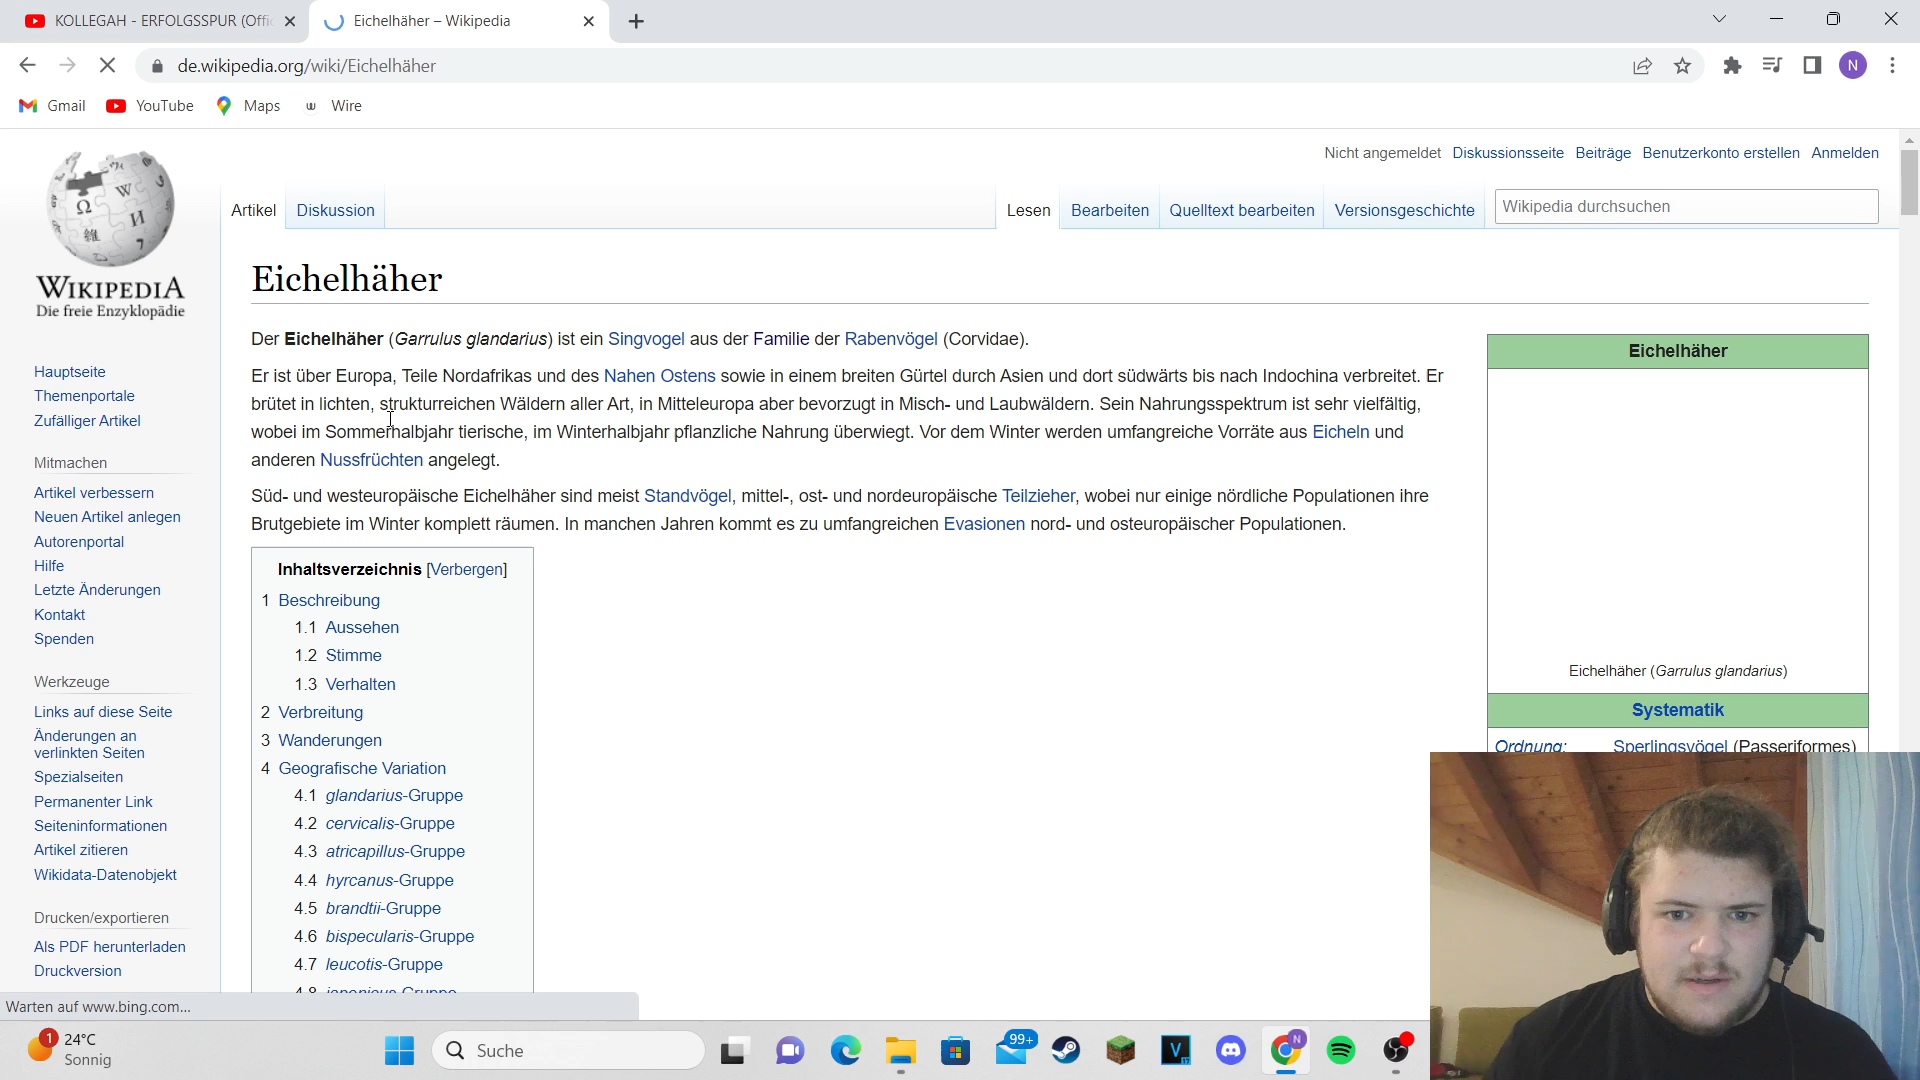 KOLLEGAH - ERFOLGSSPUR (Offic
Eichelhäher – Wikipedia
de.wikipedia.org/wiki/Eichelhäher
N
Gmail
YouTube
Maps
Wire
Nicht angemeldet Diskussionsseite Beiträge Benutzerkonto erstellen Anmelden
Artikel Diskussion
Lesen Bearbeiten Quelltext bearbeiten Versionsgeschichte
Wikipedia durchsuchen
WIKIPEDIA
Die freie Enzyklopädie
Hauptseite
Themenportale
Zufälliger Artikel
Mitmachen
Artikel verbessern
Neuen Artikel anlegen
Autorenportal
Hilfe
Letzte Änderungen
Kontakt
Spenden
Werkzeuge
Links auf diese Seite
Änderungen an
verlinkten Seiten
Spezialseiten
Permanenter Link
Seiteninformationen
Artikel zitieren
Wikidata-Datenobjekt
Drucken/exportieren
Als PDF herunterladen
Druckversion
Eichelhäher
Der Eichelhäher (Garrulus glandarius) ist ein Singvogel aus der Familie der Rabenvögel (Corvidae).
Er ist über Europa, Teile Nordafrikas und des Nahen Ostens sowie in einem breiten Gürtel durch Asien und dort südwärts bis nach Indochina verbreitet. Er
brütet in lichten, strukturreichen Wäldern aller Art, in Mitteleuropa aber bevorzugt in Misch- und Laubwäldern. Sein Nahrungsspektrum ist sehr vielfältig,
wobei im Sommerhalbjahr tierische, im Winterhalbjahr pflanzliche Nahrung überwiegt. Vor dem Winter werden umfangreiche Vorräte aus Eicheln und
anderen Nussfrüchten angelegt.
Süd- und westeuropäische Eichelhäher sind meist Standvögel, mittel-, ost- und nordeuropäische Teilzieher, wobei nur einige nördliche Populationen ihre
Brutgebiete im Winter komplett räumen. In manchen Jahren kommt es zu umfangreichen Evasionen nord- und osteuropäischer Populationen.
Inhaltsverzeichnis [Verbergen]
1 Beschreibung
1.1 Aussehen
1.2 Stimme
1.3 Verhalten
2 Verbreitung
3 Wanderungen
4 Geografische Variation
4.1 glandarius-Gruppe
4.2 cervicalis-Gruppe
4.3 atricapillus-Gruppe
4.4 hyrcanus-Gruppe
4.5 brandtii-Gruppe
4.6 bispecularis-Gruppe
4.7 leucotis-Gruppe
4.8 japonicus-Gruppe
Eichelhäher
Eichelhäher (Garrulus glandarius)
Systematik
Ordnung: Sperlingsvögel (Passeriformes)
Warten auf www.bing.com...
1
24°C
Sonnig
Suche
99+
N